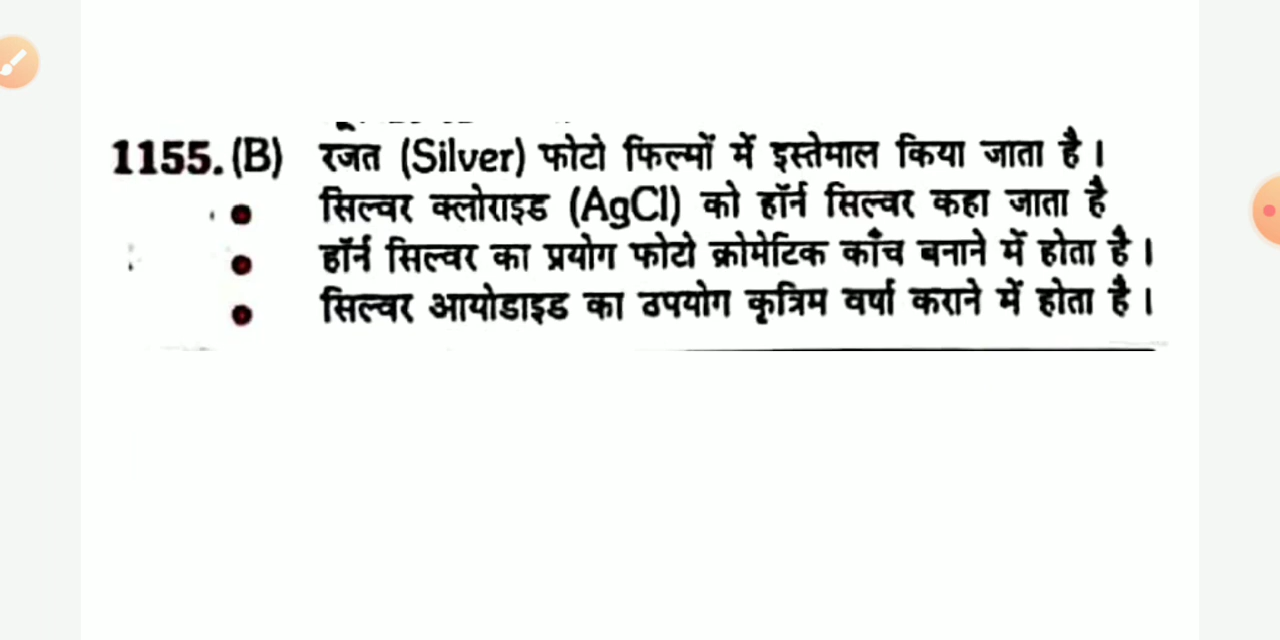 1155. (B) रजत (Silver) फोटो फिल्मों में इस्तेमाल किया जाता है।
• सिल्वर क्लोराइड (AgCl) को हॉर्न सिल्वर कहा जाता है
• हॉर्न सिल्वर का प्रयोग फोटो क्रोमेटिक काँच बनाने में होता है।
• सिल्वर आयोडाइड का उपयोग कृत्रिम वर्षा कराने में होता है।